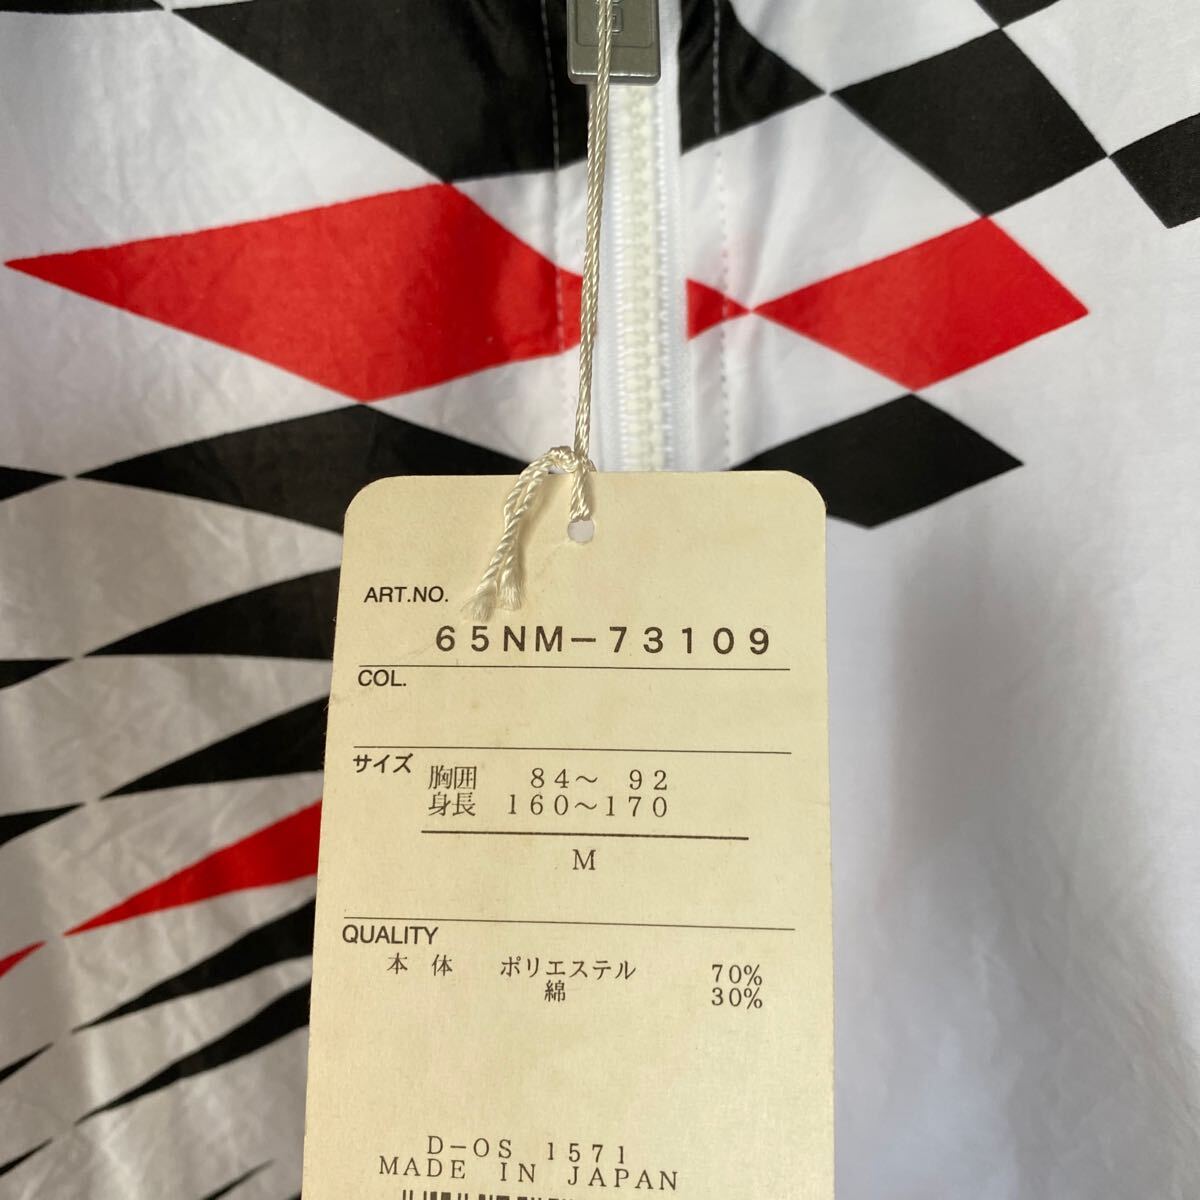 ART.NO.
65NM-73109
COL.
サイズ
胸囲 84～ 92
身長 160～170
M
QUALITY
本 体 ポリエステル 70%
綿 30%
D-OS 1571
MADE IN JAPAN